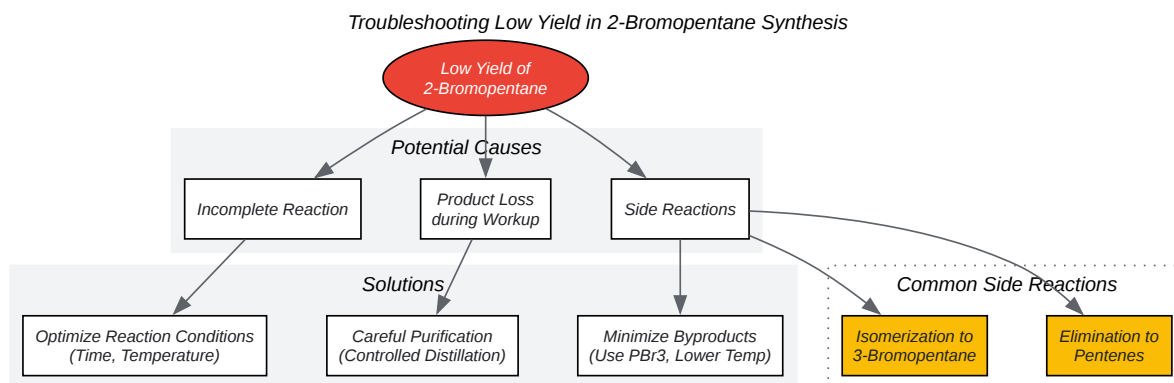 Troubleshooting Low Yield in 2-Bromopentane Synthesis
Low Yield of
2-Bromopentane
Potential Causes
Incomplete Reaction
Product Loss
during Workup
Side Reactions
Solutions
Common Side Reactions
Optimize Reaction Conditions
(Time, Temperature)
Careful Purification
(Controlled Distillation)
Minimize Byproducts
(Use PBr3, Lower Temp)
Isomerization to
3-Bromopentane
Elimination to
Pentenes